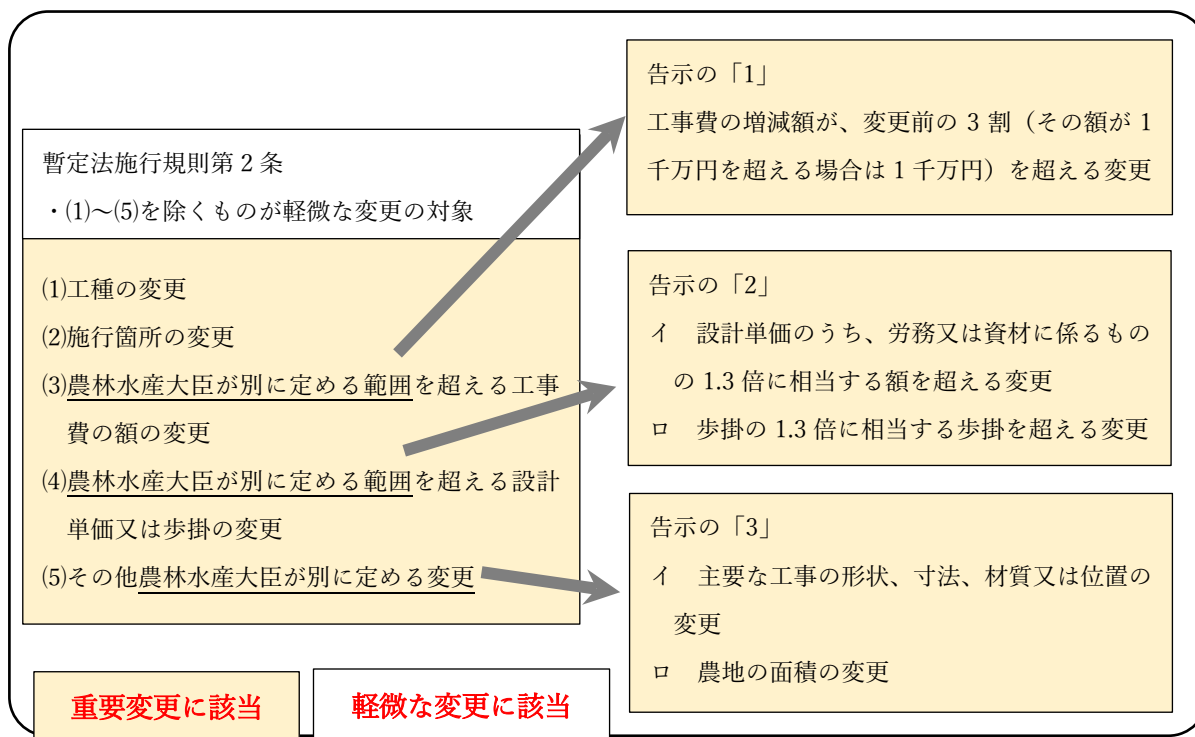 暫定法施行規則第 2 条
・⑴～⑸を除くものが軽微な変更の対象
⑴工種の変更
⑵施行箇所の変更
⑶農林水産大臣が別に定める範囲を超える工事
費の額の変更
⑷農林水産大臣が別に定める範囲を超える設計
単価又は歩掛の変更
⑸その他農林水産大臣が別に定める変更
告示の「1」
工事費の増減額が、変更前の 3 割（その額が 1
千万円を超える場合は 1 千万円）を超える変更
告示の「2」
イ　設計単価のうち、労務又は資材に係るもの
の 1.3 倍に相当する額を超える変更
ロ　歩掛の 1.3 倍に相当する歩掛を超える変更
告示の「3」
イ　主要な工事の形状、寸法、材質又は位置の
変更
ロ　農地の面積の変更
重要変更に該当
軽微な変更に該当